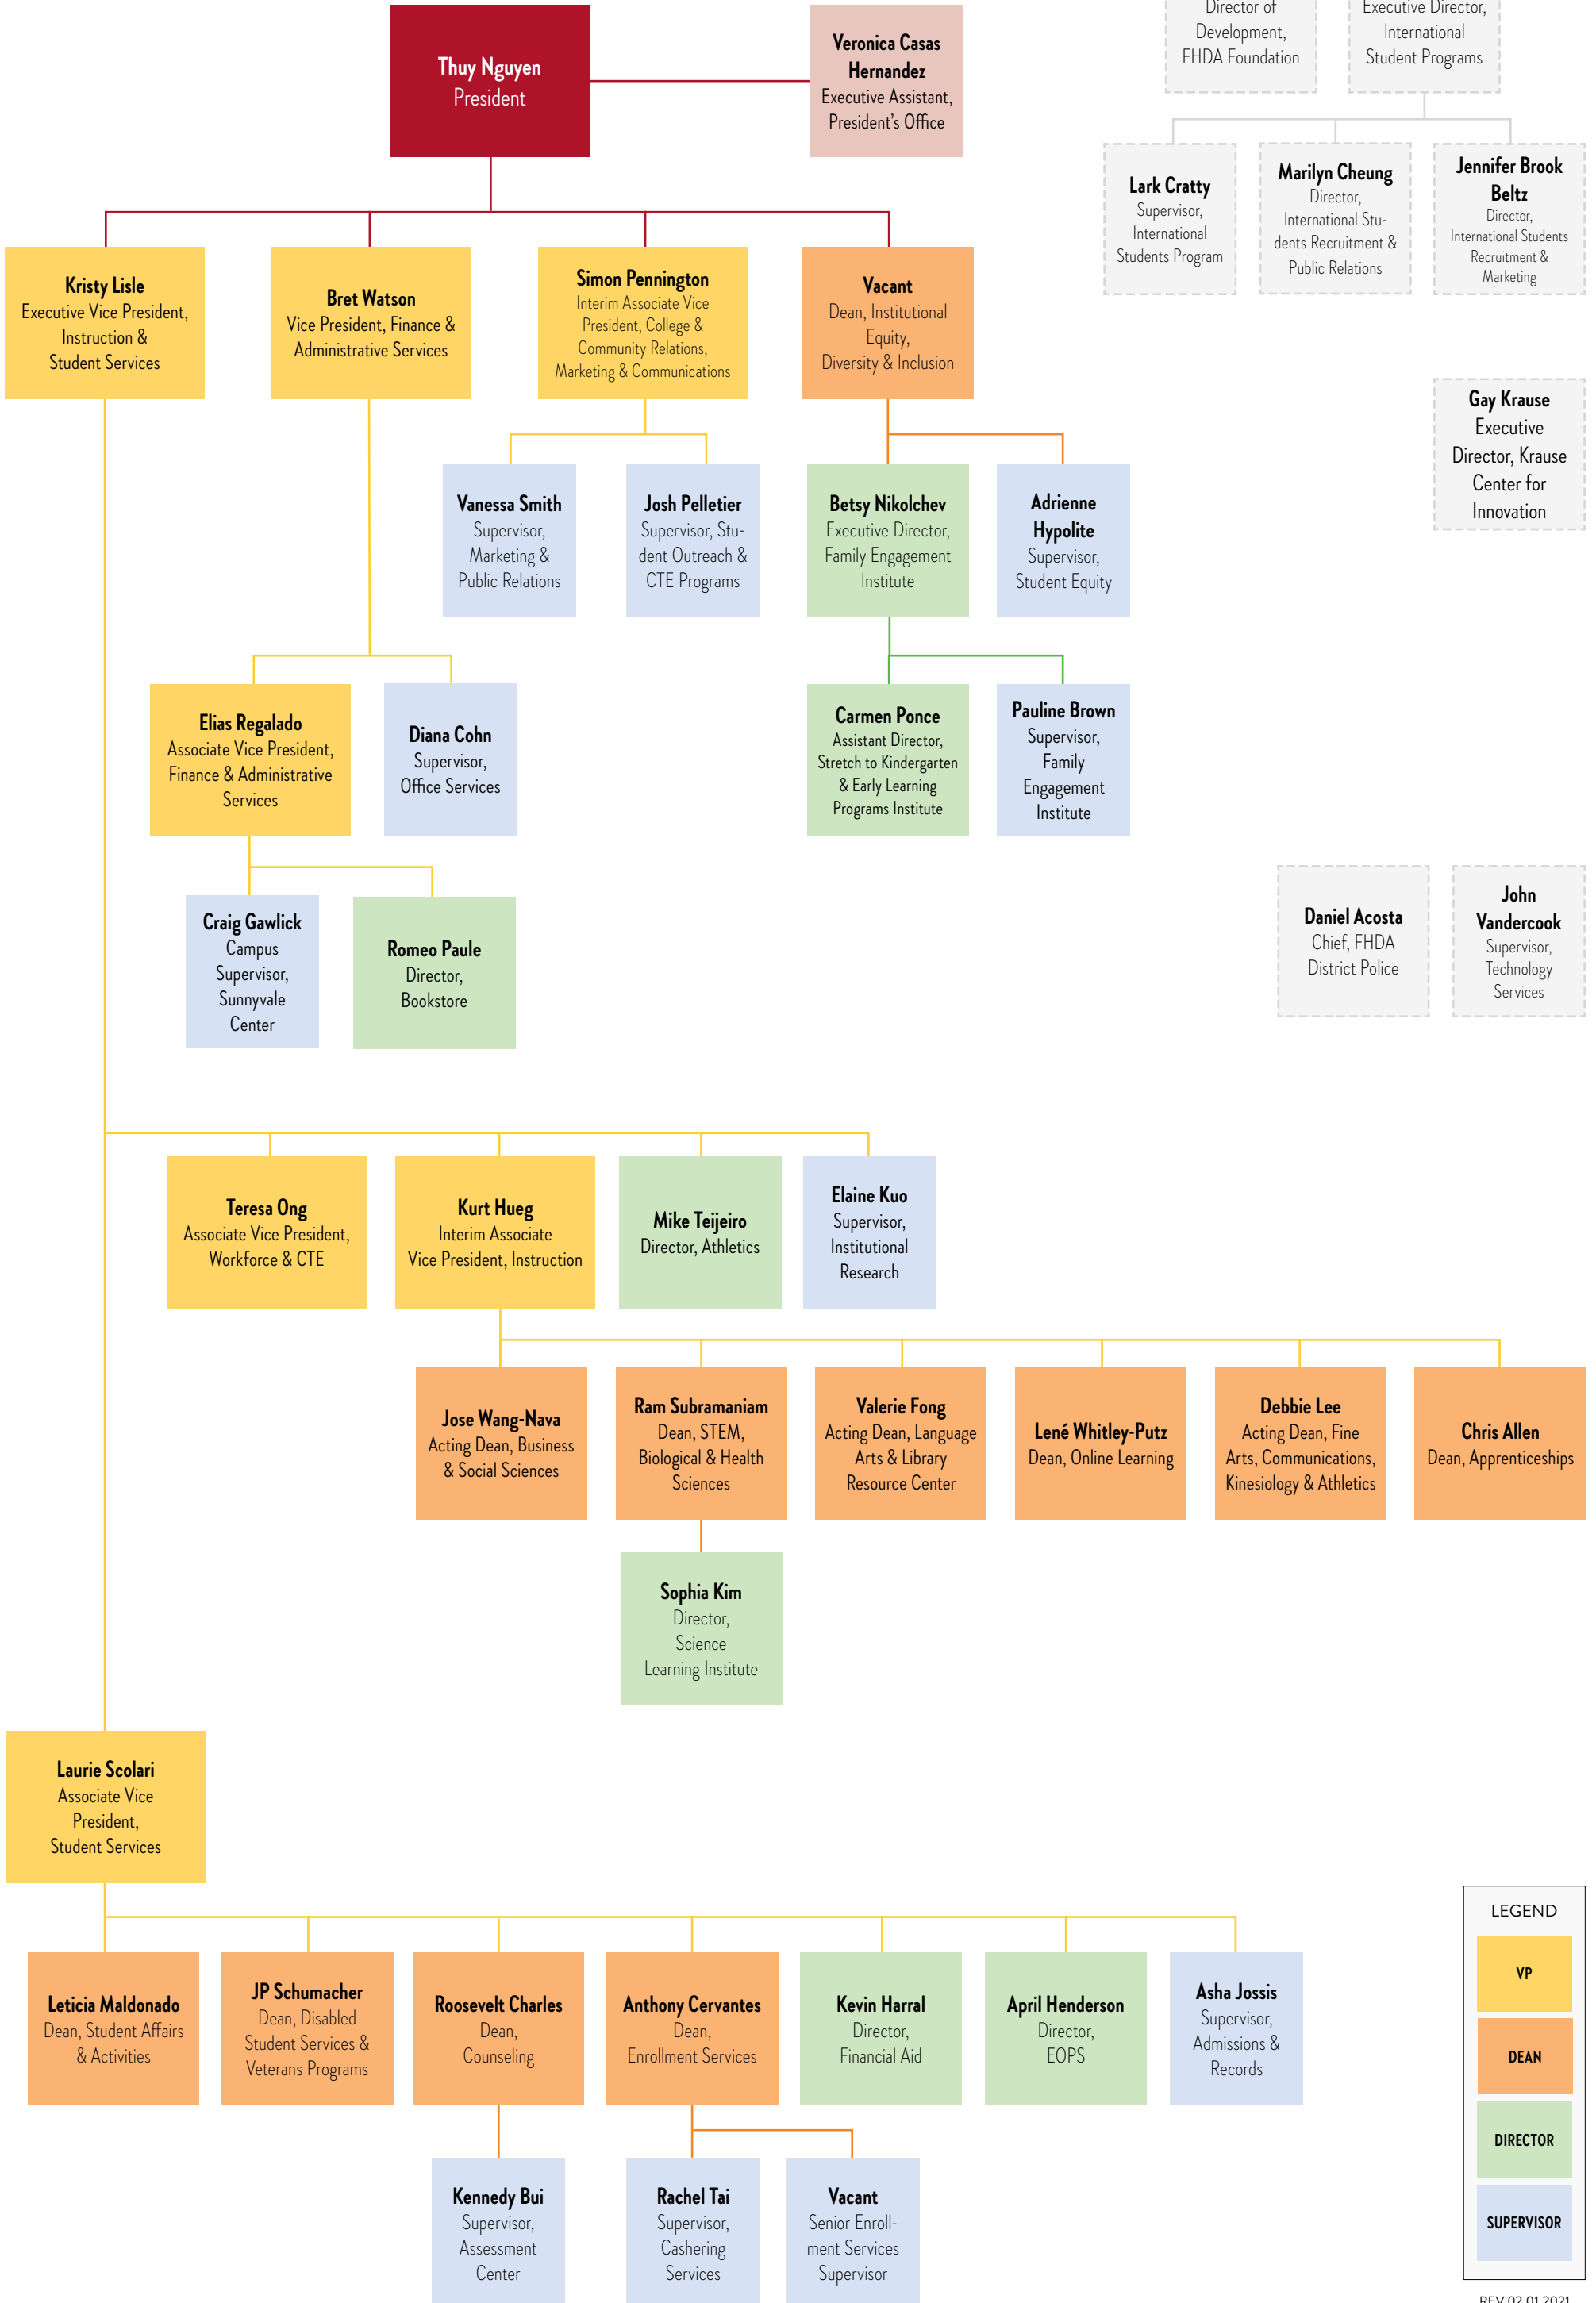 Director of
Development,
FHDA Foundation
Executive Director,
International
Student Programs
Thuy Nguyen
President
Veronica Casas
Hernandez
Executive Assistant,
President's Office
Lark Cratty
Supervisor,
International
Students Program
Marilyn Cheung
Director,
International Stu-
dents Recruitment &
Public Relations
Jennifer Brook
Beltz
Director,
International Students
Recruitment &
Marketing
Kristy Lisle
Executive Vice President,
Instruction &
Student Services
Bret Watson
Vice President, Finance &
Administrative Services
Simon Pennington
Interim Associate Vice
President, College &
Community Relations,
Marketing & Communications
Vacant
Dean, Institutional
Equity,
Diversity & Inclusion
Gay Krause
Executive
Director, Krause
Center for
Innovation
Vanessa Smith
Supervisor,
Marketing &
Public Relations
Josh Pelletier
Supervisor, Stu-
dent Outreach &
CTE Programs
Betsy Nikolchev
Executive Director,
Family Engagement
Institute
Adrienne
Hypolite
Supervisor,
Student Equity
Elias Regalado
Associate Vice President,
Finance & Administrative
Services
Diana Cohn
Supervisor,
Office Services
Carmen Ponce
Assistant Director,
Stretch to Kindergarten
& Early Learning
Programs Institute
Pauline Brown
Supervisor,
Family
Engagement
Institute
Craig Gawlick
Campus
Supervisor,
Sunnyvale
Center
Romeo Paule
Director,
Bookstore
Daniel Acosta
Chief, FHDA
District Police
John
Vandercook
Supervisor,
Technology
Services
Teresa Ong
Associate Vice President,
Workforce & CTE
Kurt Hueg
Interim Associate
Vice President, Instruction
Mike Teijeiro
Director, Athletics
Elaine Kuo
Supervisor,
Institutional
Research
Jose Wang-Nava
Acting Dean, Business
& Social Sciences
Ram Subramaniam
Dean, STEM,
Biological & Health
Sciences
Valerie Fong
Acting Dean, Language
Arts & Library
Resource Center
Lené Whitley-Putz
Dean, Online Learning
Debbie Lee
Acting Dean, Fine
Arts, Communications,
Kinesiology & Athletics
Chris Allen
Dean, Apprenticeships
Sophia Kim
Director,
Science
Learning Institute
Laurie Scolari
Associate Vice
President,
Student Services
Leticia Maldonado
Dean, Student Affairs
& Activities
JP Schumacher
Dean, Disabled
Student Services &
Veterans Programs
Roosevelt Charles
Dean,
Counseling
Anthony Cervantes
Dean,
Enrollment Services
Kevin Harral
Director,
Financial Aid
April Henderson
Director,
EOPS
Asha Jossis
Supervisor,
Admissions &
Records
Kennedy Bui
Supervisor,
Assessment
Center
Rachel Tai
Supervisor,
Cashering
Services
Vacant
Senior Enroll-
ment Services
Supervisor
LEGEND
VP
DEAN
DIRECTOR
SUPERVISOR
REV 02.01.2021